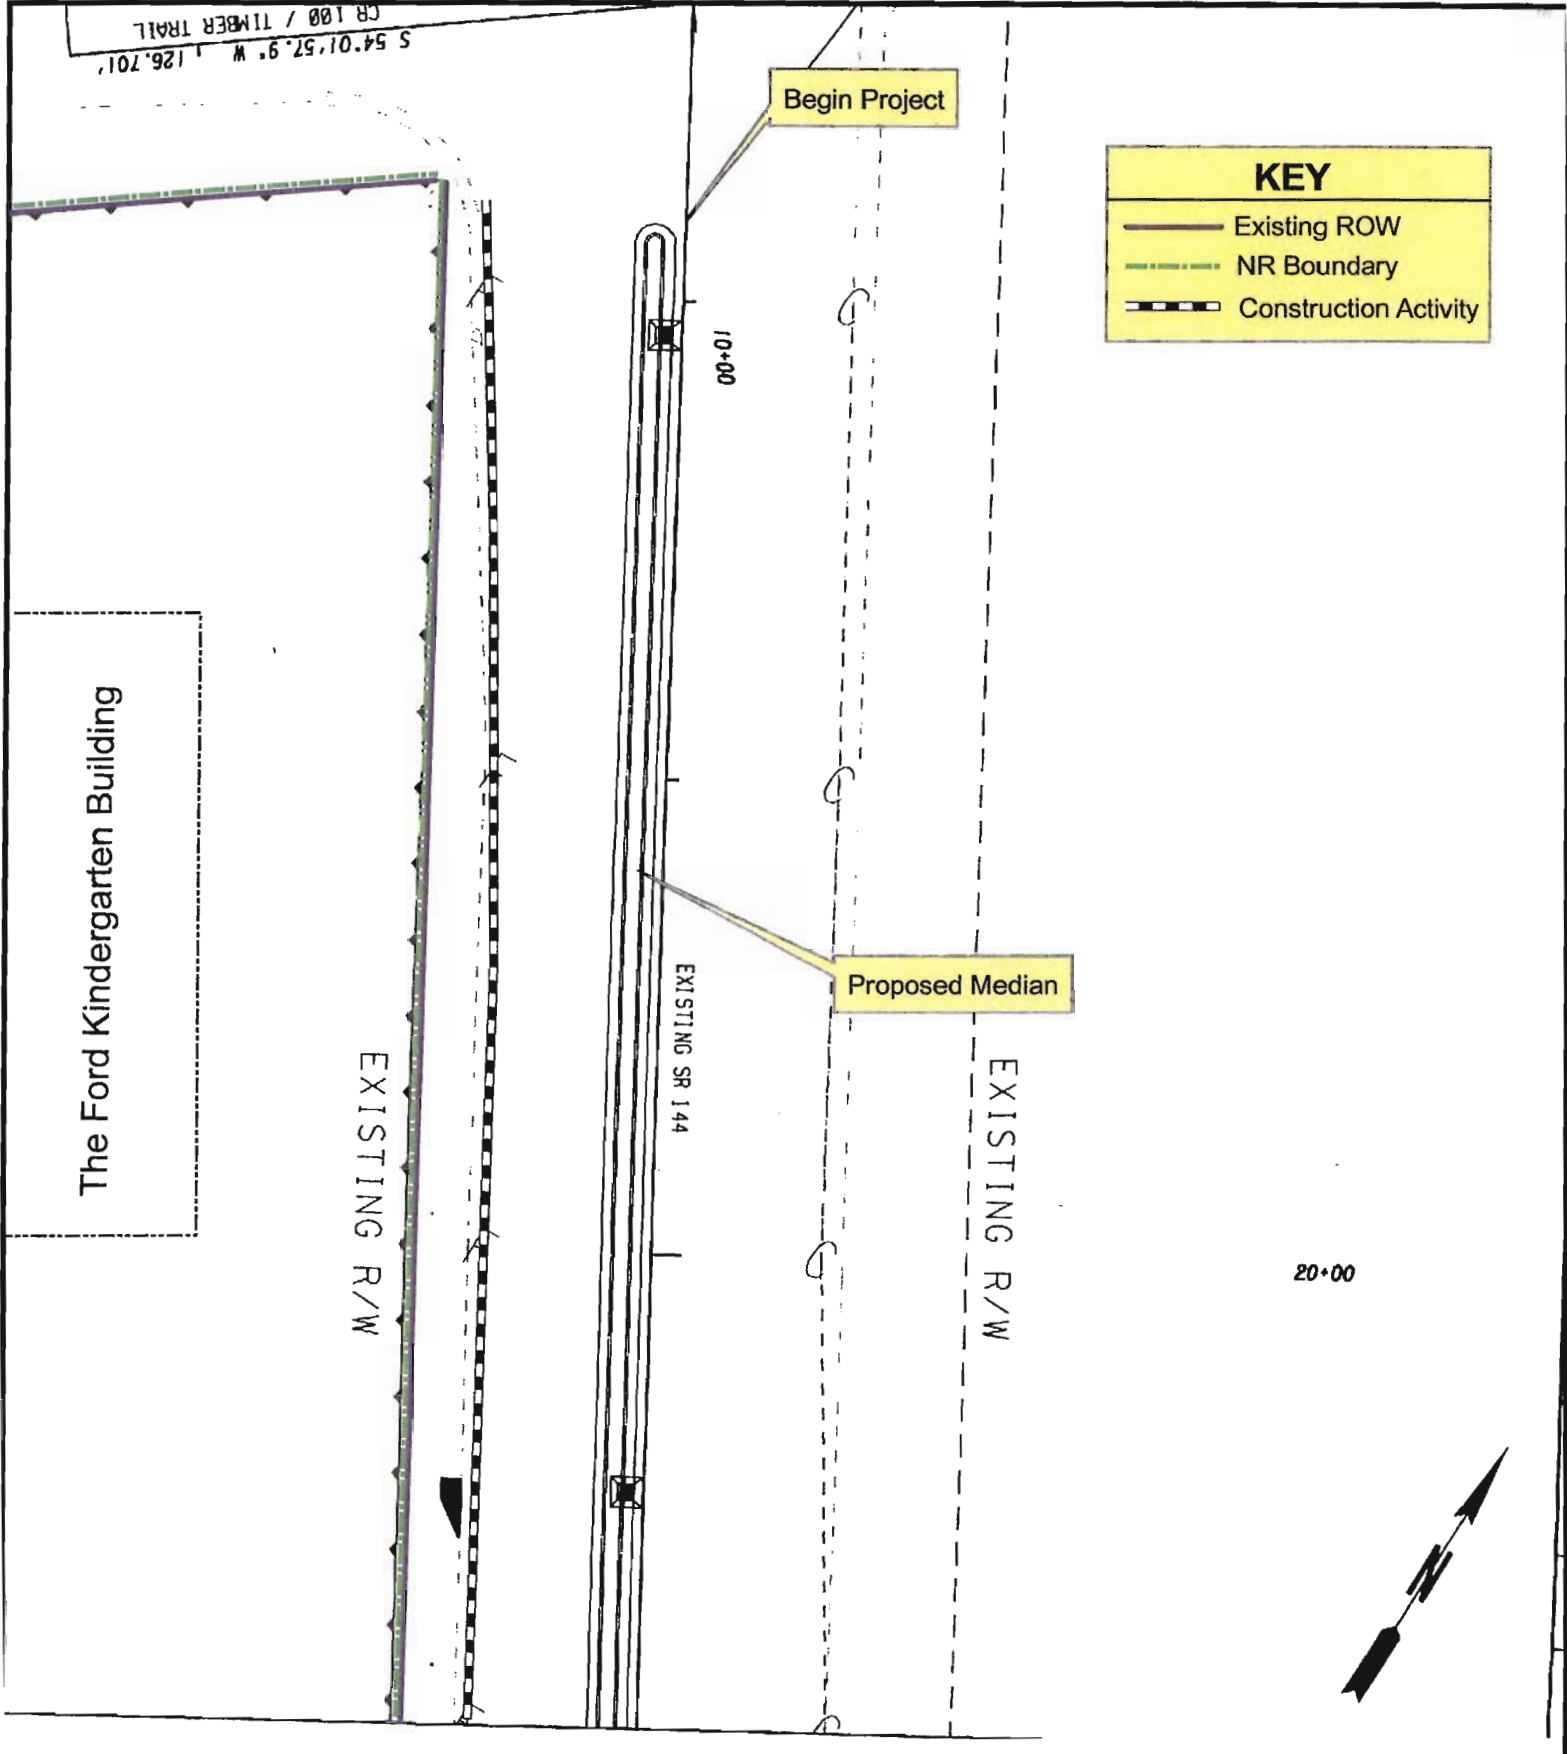 CR 100 / TIMBER TRAIL
S 54°01'57.9" W 126.701'
Begin Project
KEY
Existing ROW
NR Boundary
Construction Activity
10+00
The Ford Kindergarten Building
Proposed Median
EXISTING SR 144
EXISTING R/W
EXISTING R/W
20+00
N